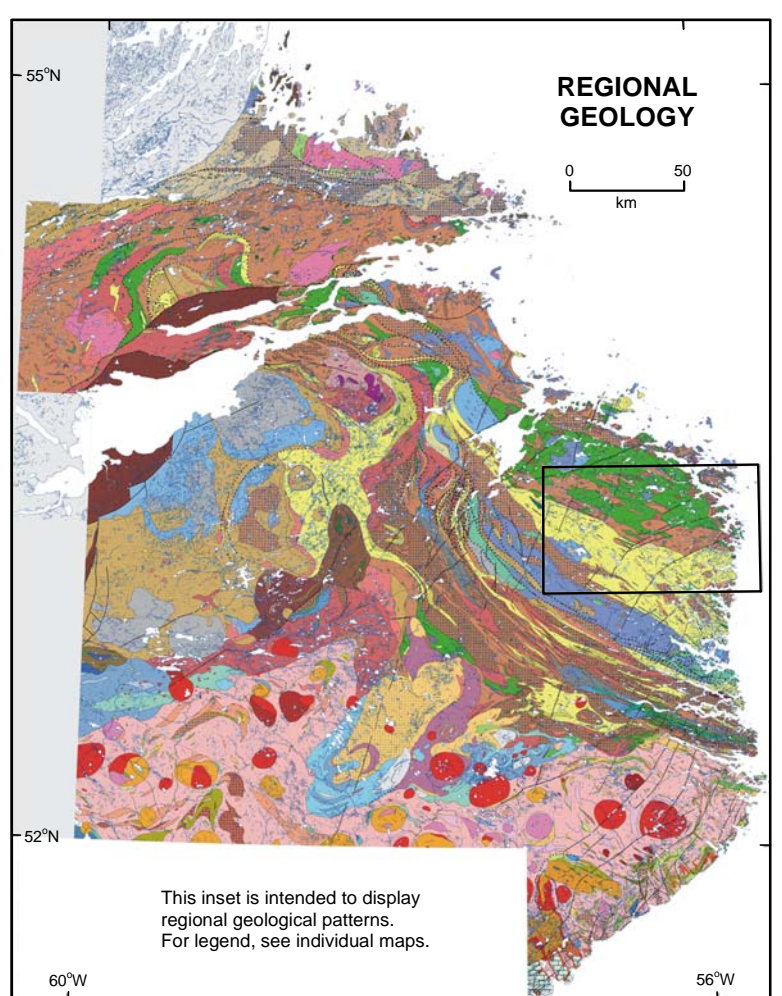 55°N
REGIONAL
GEOLOGY
0 50
km
52°N
This inset is intended to display
regional geological patterns.
For legend, see individual maps.
60°W 56°W